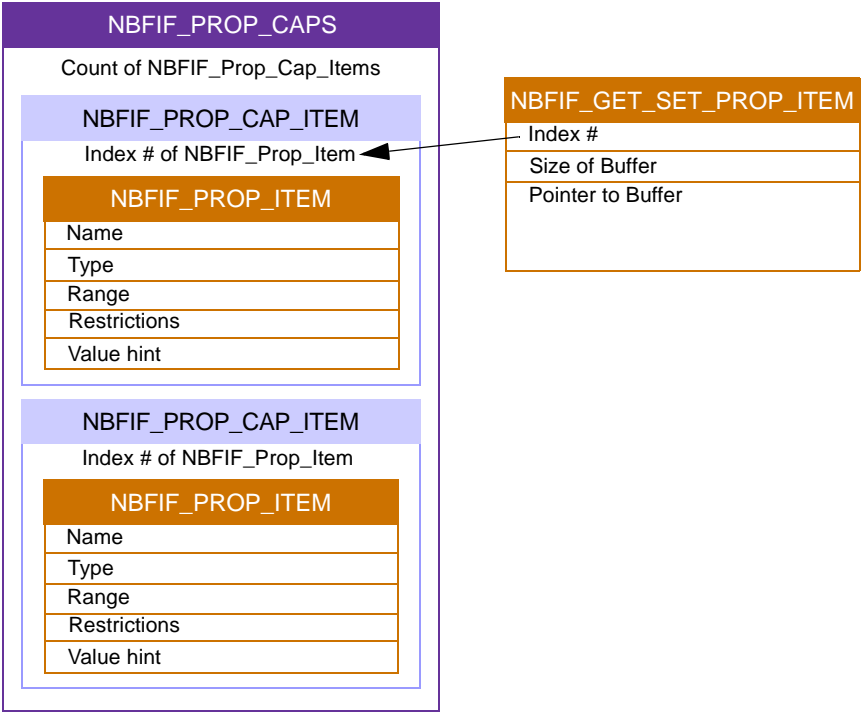 NBFIF_PROP_CAPS
Count of NBFIF_Prop_Cap_Items
NBFIF_PROP_CAP_ITEM
Index # of NBFIF_Prop_Item
NBFIF_PROP_ITEM
Name
Type
Range
Restrictions
Value hint
NBFIF_PROP_CAP_ITEM
Index # of NBFIF_Prop_Item
NBFIF_PROP_ITEM
Name
Type
Range
Restrictions
Value hint
NBFIF_GET_SET_PROP_ITEM
Index #
Size of Buffer
Pointer to Buffer